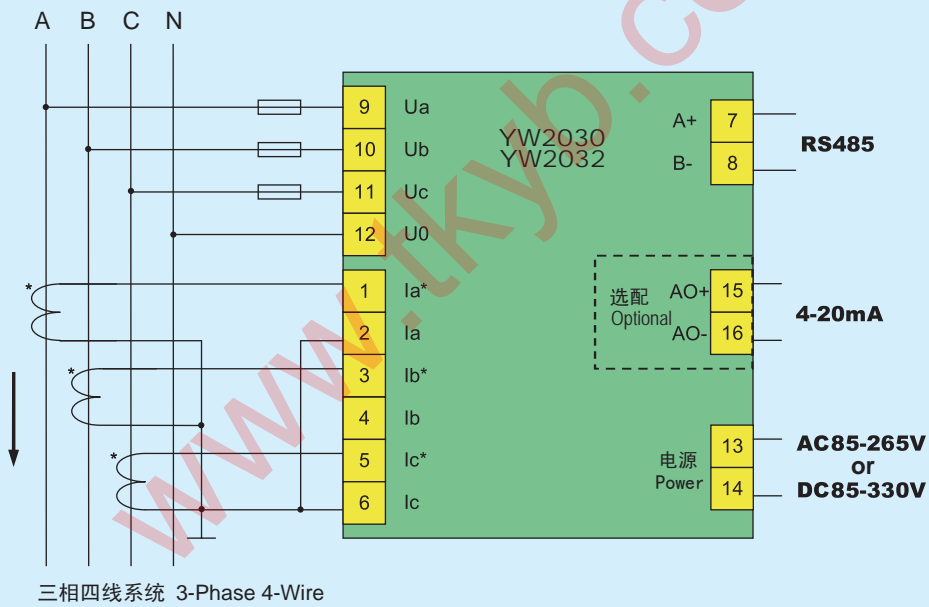 A B C N
9 Ua
10 Ub
11 Uc
12 U0
YW2030
YW2032
A+ 7
B- 8
RS485
* 1 Ia*
2 Ia
* 3 Ib*
4 Ib
* 5 Ic*
6 Ic
选配
Optional
AO+ 15
AO- 16
4-20mA
电源
Power
13
14
AC85-265V
or
DC85-330V
三相四线系统 3-Phase 4-Wire
www.tkyb.co